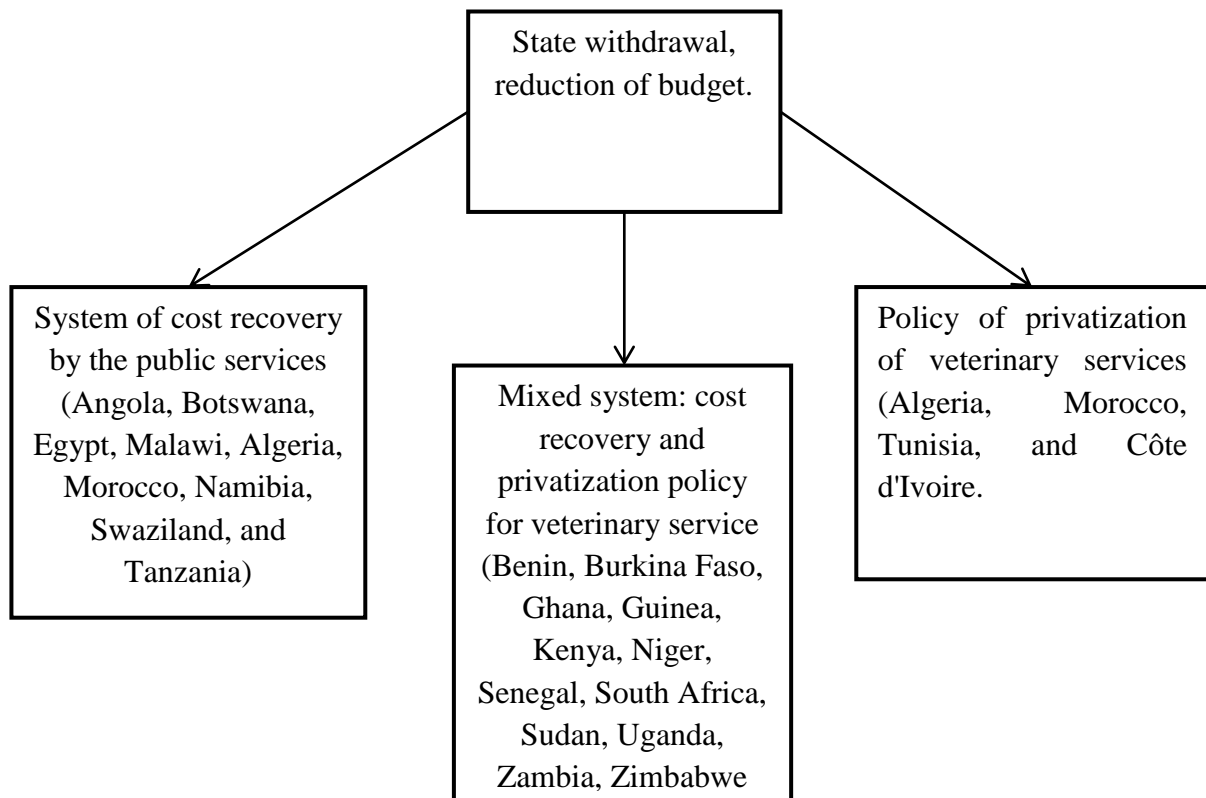 State withdrawal,
reduction of budget.
System of cost recovery
by the public services
(Angola, Botswana,
Egypt, Malawi, Algeria,
Morocco, Namibia,
Swaziland, and
Tanzania)
Mixed system: cost
recovery and
privatization policy
for veterinary service
(Benin, Burkina Faso,
Ghana, Guinea,
Kenya, Niger,
Senegal, South Africa,
Sudan, Uganda,
Zambia, Zimbabwe
Policy of privatization
of veterinary services
(Algeria, Morocco,
Tunisia, and Côte
d'Ivoire.